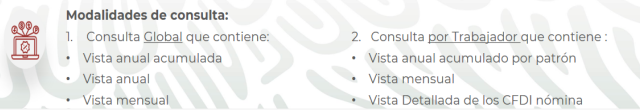 Modalidades de consulta:
1. Consulta Global que contiene:
• Vista anual acumulada
• Vista anual
• Vista mensual
2. Consulta por Trabajador que contiene :
• Vista anual acumulado por patrón
• Vista mensual
• Vista Detallada de los CFDI nómina